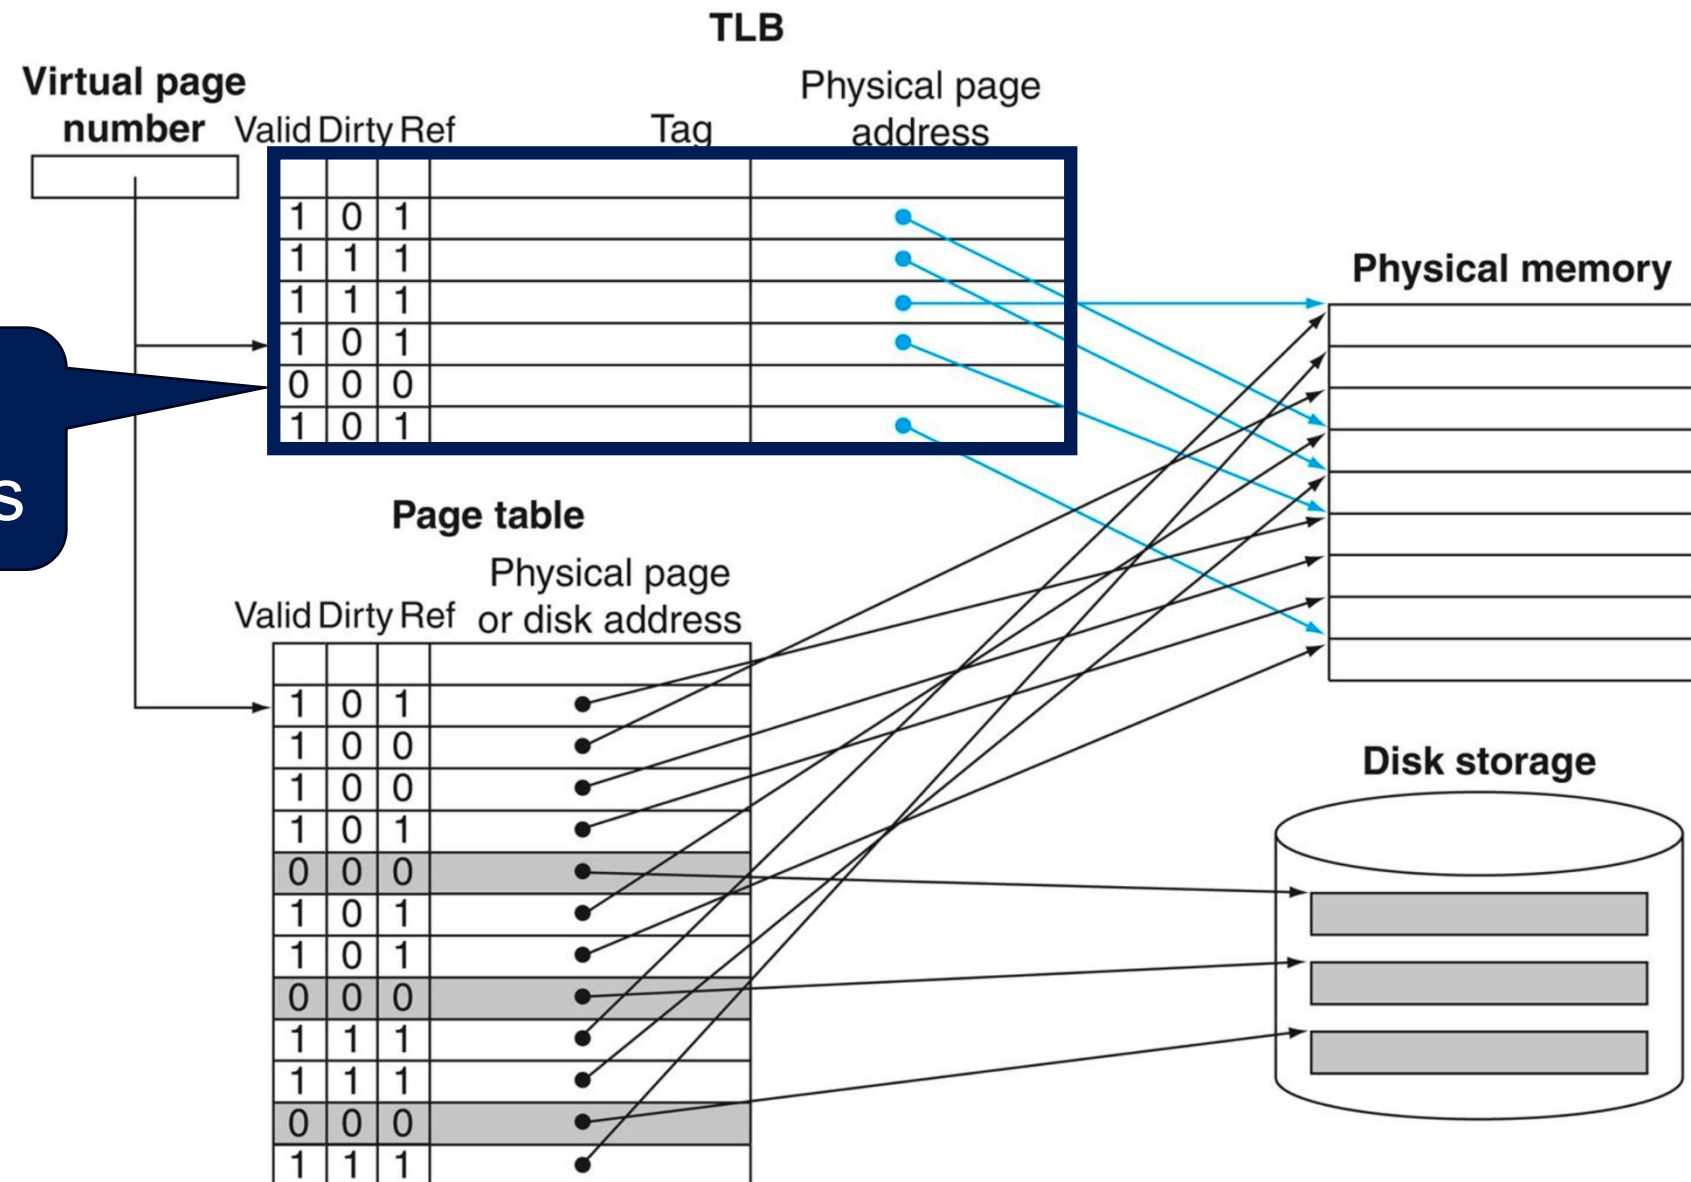 TLB
Virtual page
number
Valid Dirty Ref
Tag
Physical page
address
1 0 1
1 1 1
1 1 1
1 0 1
0 0 0
1 0 1
Physical memory
s
Page table
Physical page
or disk address
Valid Dirty Ref
1 0 1
1 0 0
1 0 0
1 0 1
0 0 0
1 0 1
1 0 1
0 0 0
1 1 1
1 1 1
0 0 0
1 1 1
Disk storage